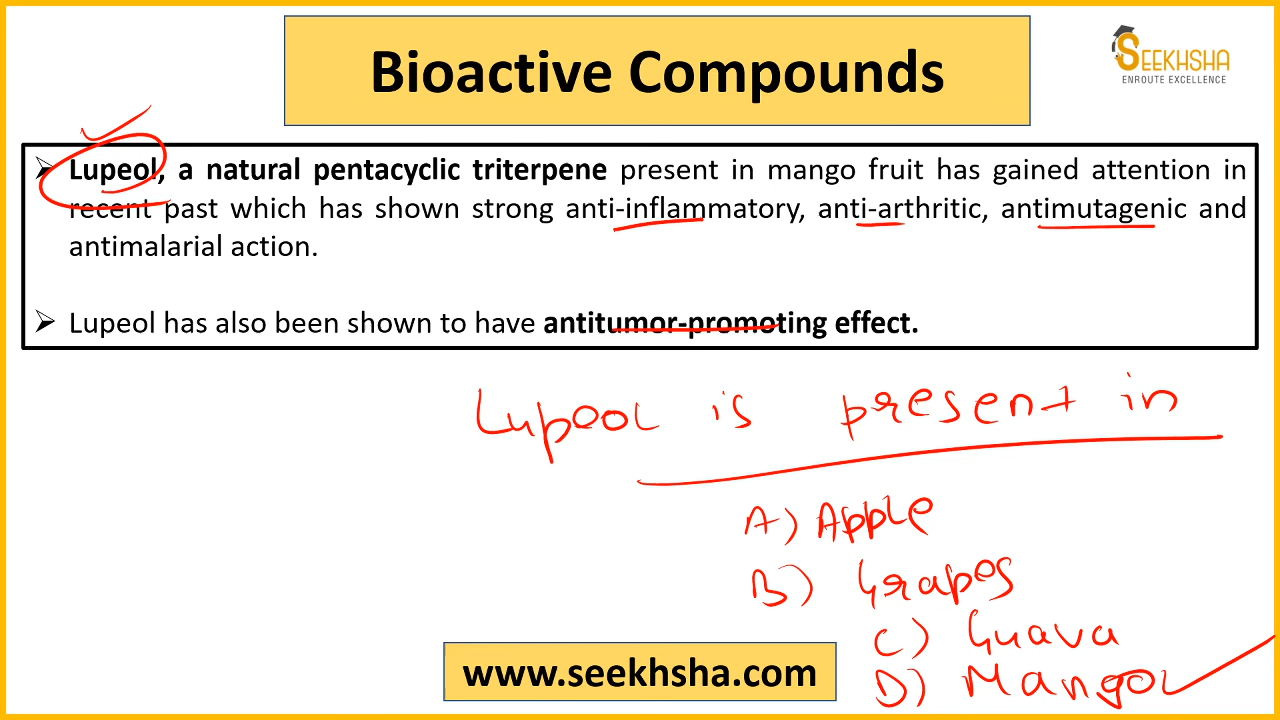 Bioactive Compounds
SEEKHSHA
ENROUTE EXCELLENCE
➢ Lupeol, a natural pentacyclic triterpene present in mango fruit has gained attention in
recent past which has shown strong anti-inflammatory, anti-arthritic, antimutagenic and
antimalarial action.
➢ Lupeol has also been shown to have antitumor-promoting effect.
Lupeol is present in
A) Apple
B) Grapes
C) Guava
D) Mango
www.seekhsha.com